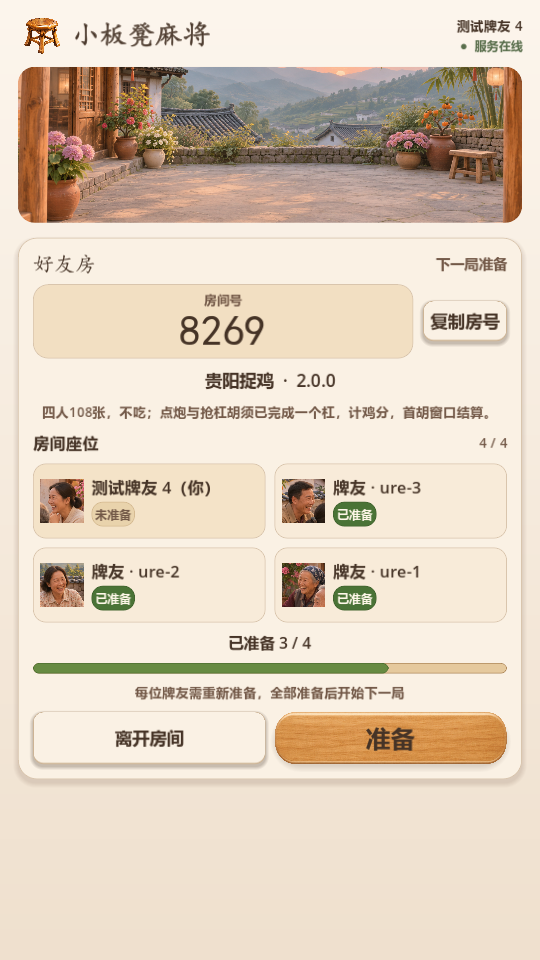 小板凳麻将
测试牌友 4
服务在线
好友房
下一局准备
房间号
8269
复制房号
贵阳捉鸡 · 2.0.0
四人108张，不吃；点炮与抢杠胡须已完成一个杠，计鸡分，首胡窗口结算。
房间座位
4 / 4
测试牌友 4（你）
未准备
牌友 · ure-3
已准备
牌友 · ure-2
已准备
牌友 · ure-1
已准备
已准备 3 / 4
每位牌友需重新准备，全部准备后开始下一局
离开房间
准备